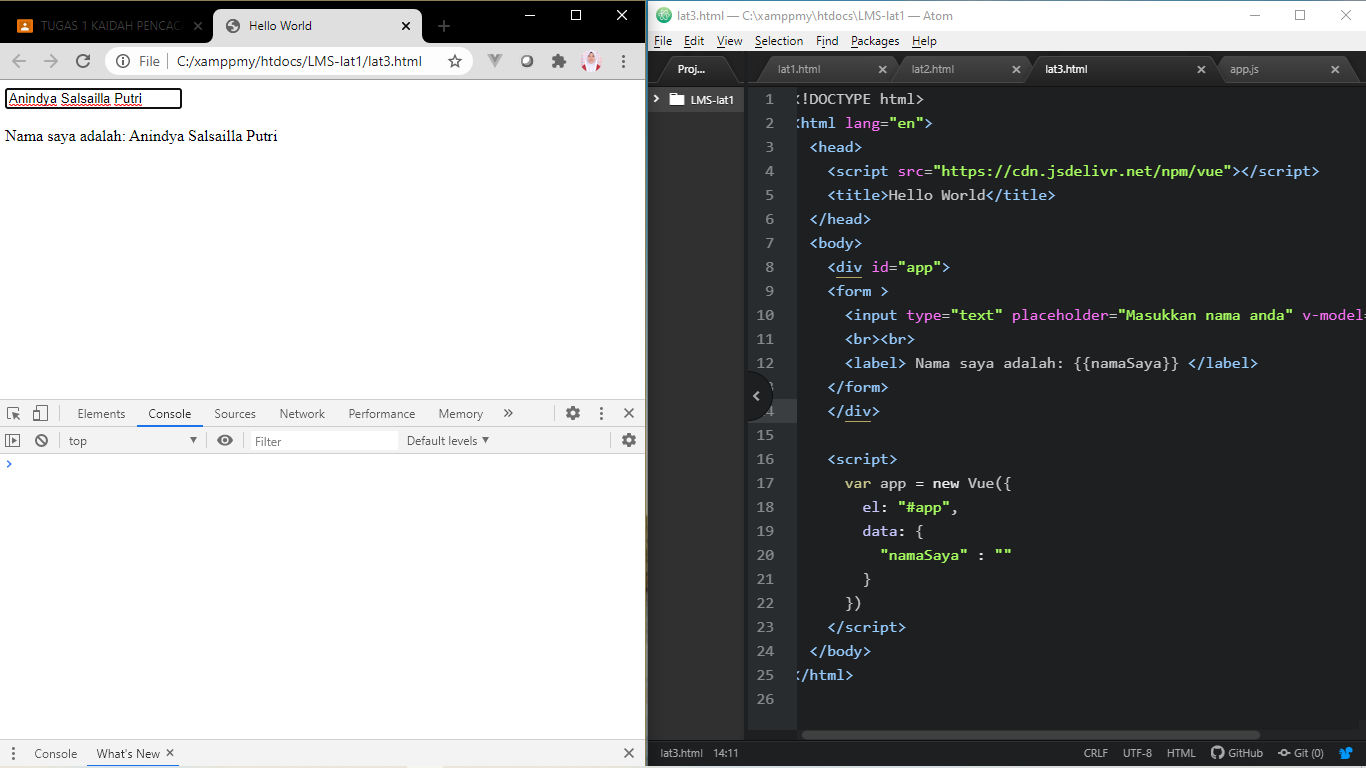 TUGAS 1 KAIDAH PENCAC
Hello World
File
C:/xamppmy/htdocs/LMS-lat1/lat3.html
Anindya Salsailla Putri
Nama saya adalah: Anindya Salsailla Putri
Elements Console Sources Network Performance Memory »
top ▼ Filter Default levels ▼
>
Console What's New ×
lat3.html — C:\xamppmy\htdocs\LMS-lat1 — Atom
File Edit View Selection Find Packages Help
Proj... lat1.html lat2.html lat3.html app.js
LMS-lat1
1 <!DOCTYPE html>
2 <html lang="en">
3 <head>
4 <script src="https://cdn.jsdelivr.net/npm/vue"></script>
5 <title>Hello World</title>
6 </head>
7 <body>
8 <div id="app">
9 <form >
10 <input type="text" placeholder="Masukkan nama anda" v-model=
11 <br><br>
12 <label> Nama saya adalah: {{namaSaya}} </label>
3 </form>
4 </div>
15
16 <script>
17 var app = new Vue({
18 el: "#app",
19 data: {
20 "namaSaya" : ""
21 }
22 })
23 </script>
24 </body>
25 </html>
26
lat3.html 14:11 CRLF UTF-8 HTML GitHub Git (0)